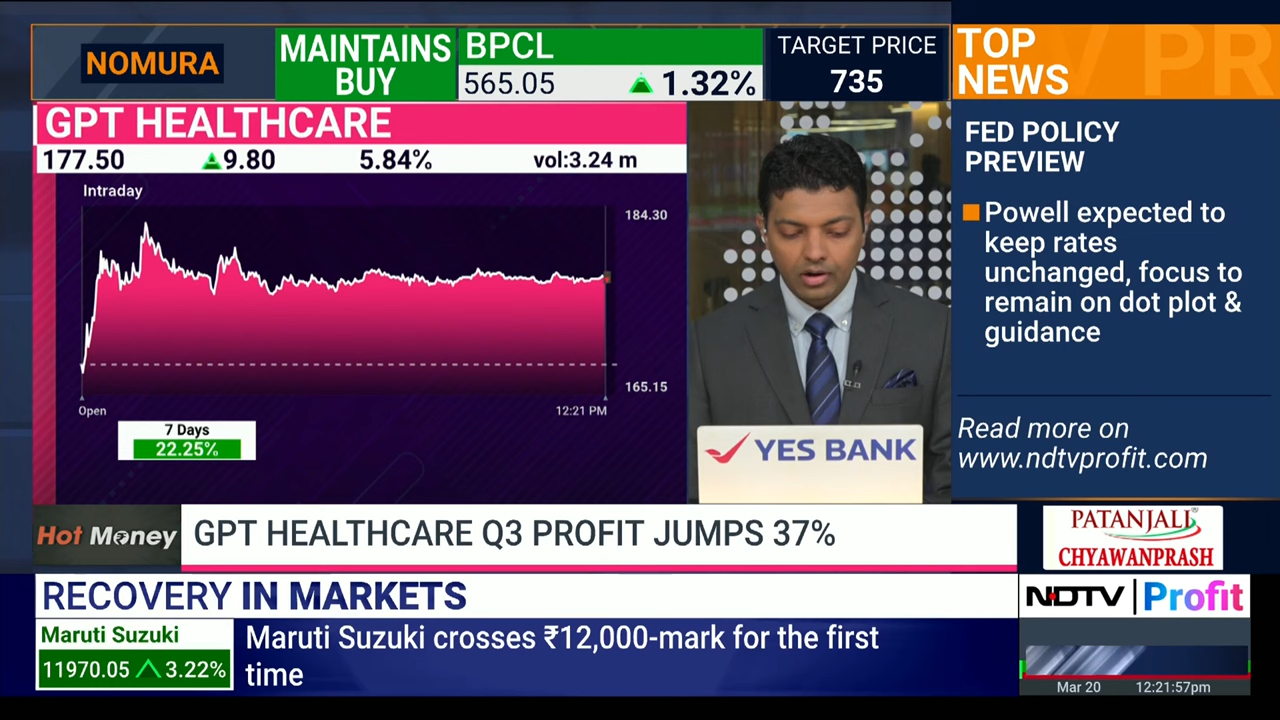 NOMURA
MAINTAINS
BUY
BPCL
565.05 1.32%
TARGET PRICE
735
TOP
NEWS
GPT HEALTHCARE
177.50 9.80 5.84% vol:3.24 m
Intraday
184.30
165.15
Open
12:21 PM
7 Days
22.25%
YES BANK
FED POLICY
PREVIEW
Powell expected to
keep rates
unchanged, focus to
remain on dot plot &
guidance
Read more on
www.ndtvprofit.com
Hot Money
GPT HEALTHCARE Q3 PROFIT JUMPS 37%
PATANJALI
CHYAWANPRASH
RECOVERY IN MARKETS
NDTV Profit
Maruti Suzuki
11970.05 3.22%
Maruti Suzuki crosses ₹12,000-mark for the first
time
Mar 20 12:21:57pm